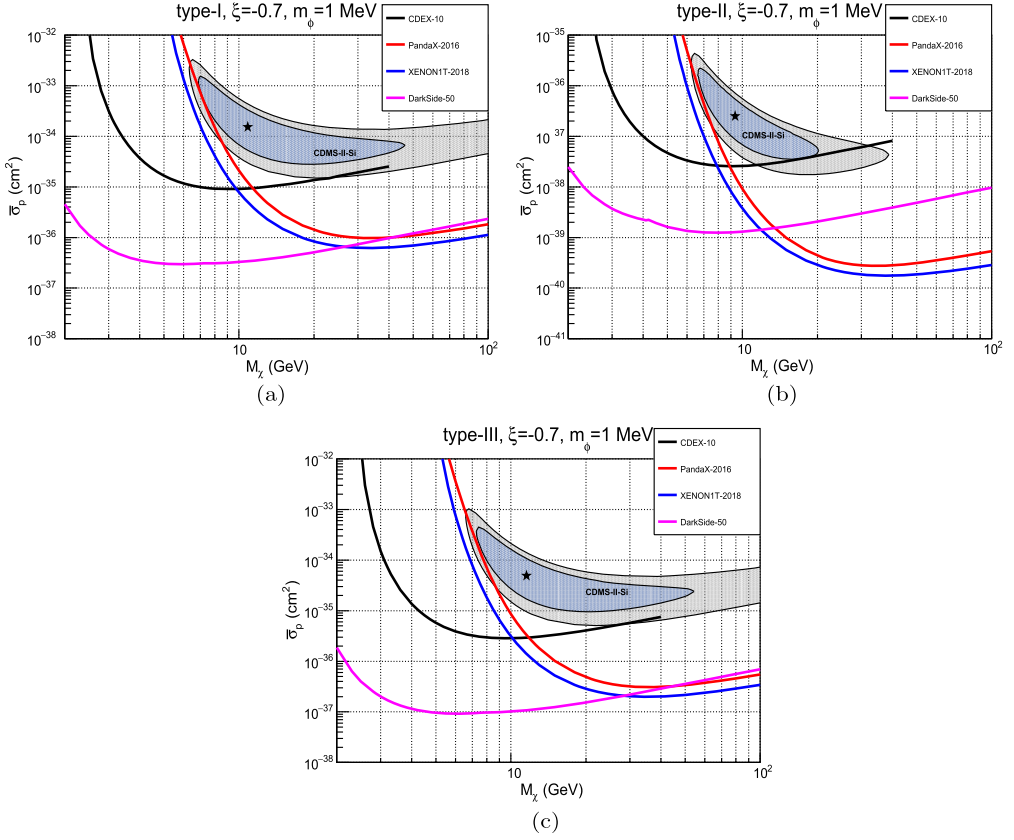 type-I, ξ=-0.7, m_ϕ=1 MeV
CDEX-10
PandaX-2016
XENON1T-2018
DarkSide-50
10⁻³²
10⁻³³
10⁻³⁴
10⁻³⁵
10⁻³⁶
10⁻³⁷
10⁻³⁸
σ̅_p (cm²)
CDMS-II-Si
10
10²
M_χ (GeV)
(a)
type-II, ξ=-0.7, m_ϕ=1 MeV
CDEX-10
PandaX-2016
XENON1T-2018
DarkSide-50
10⁻³⁵
10⁻³⁶
10⁻³⁷
10⁻³⁸
10⁻³⁹
10⁻⁴⁰
10⁻⁴¹
σ̅_p (cm²)
CDMS-II-Si
10
10²
M_χ (GeV)
(b)
type-III, ξ=-0.7, m_ϕ=1 MeV
CDEX-10
PandaX-2016
XENON1T-2018
DarkSide-50
10⁻³²
10⁻³³
10⁻³⁴
10⁻³⁵
10⁻³⁶
10⁻³⁷
10⁻³⁸
σ̅_p (cm²)
CDMS-II-Si
10
10²
M_χ (GeV)
(c)